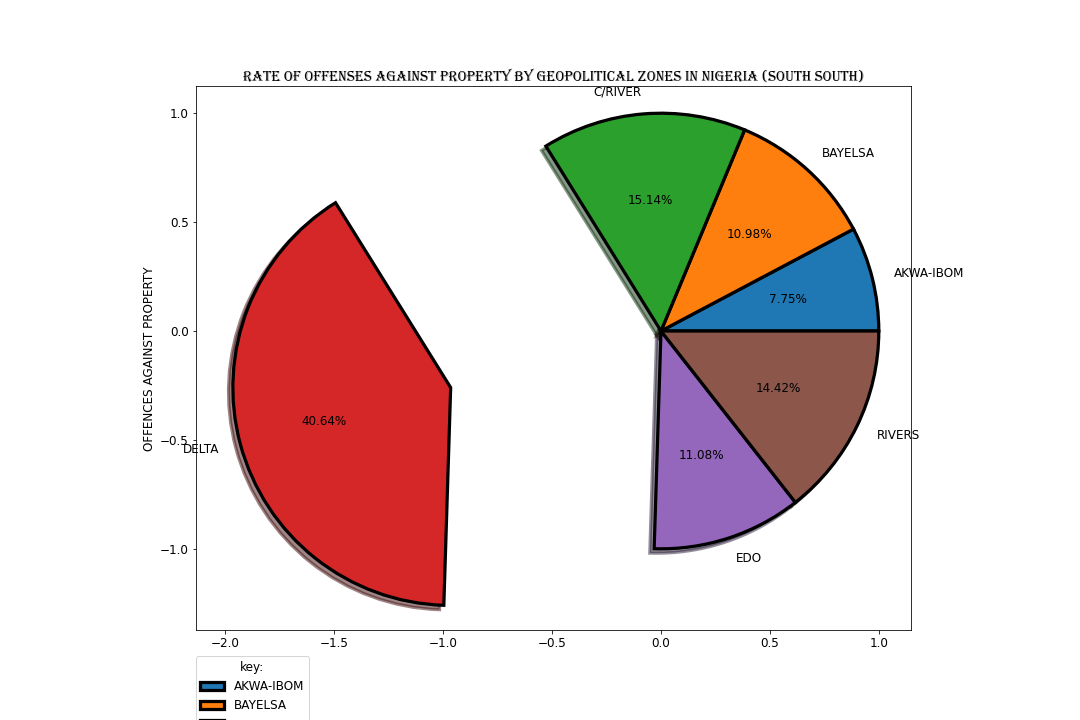 RATE OF OFFENSES AGAINST PROPERTY BY GEOPOLITICAL ZONES IN NIGERIA (SOUTH SOUTH)
C/RIVER
1.0
BAYELSA
15.14%
0.5
10.98%
AKWA-IBOM
7.75%
OFFENCES AGAINST PROPERTY
0.0
14.42%
40.64%
RIVERS
−0.5
DELTA
11.08%
−1.0
EDO
−2.0 −1.5 −1.0 −0.5 0.0 0.5 1.0
key:
AKWA-IBOM
BAYELSA